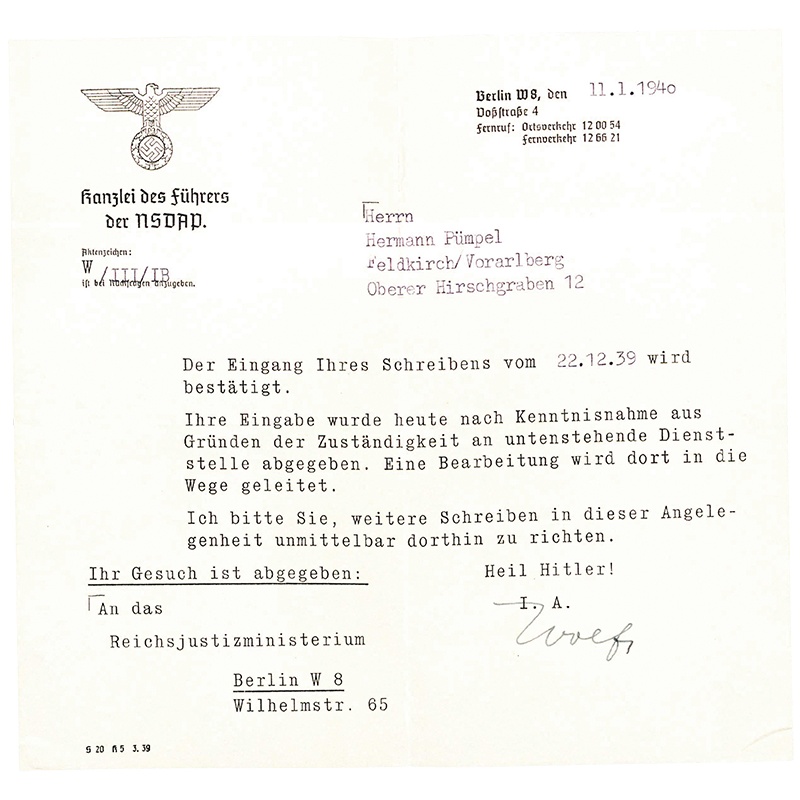 Berlin W8, den 11.1.1940
Voßstraße 4
Fernruf: Ortsverkehr 12 00 54
Fernverkehr 12 66 21
Kanzlei des Führers
der NSDAP.
Aktenzeichen:
W/III/IB
ist bei Rückfragen anzugeben.
Herrn
Hermann Pümpel
Feldkirch/Vorarlberg
Oberer Hirschgraben 12
Der Eingang Ihres Schreibens vom 22.12.39 wird
bestätigt.
Ihre Eingabe wurde heute nach Kenntnisnahme aus
Gründen der Zuständigkeit an untenstehende Dienst-
stelle abgegeben. Eine Bearbeitung wird dort in die
Wege geleitet.
Ich bitte Sie, weitere Schreiben in dieser Angele-
genheit unmittelbar dorthin zu richten.
Heil Hitler!
I. A.
Ihr Gesuch ist abgegeben:
An das
Reichsjustizministerium
Berlin W 8
Wilhelmstr. 65
S 20 A 5 3. 39